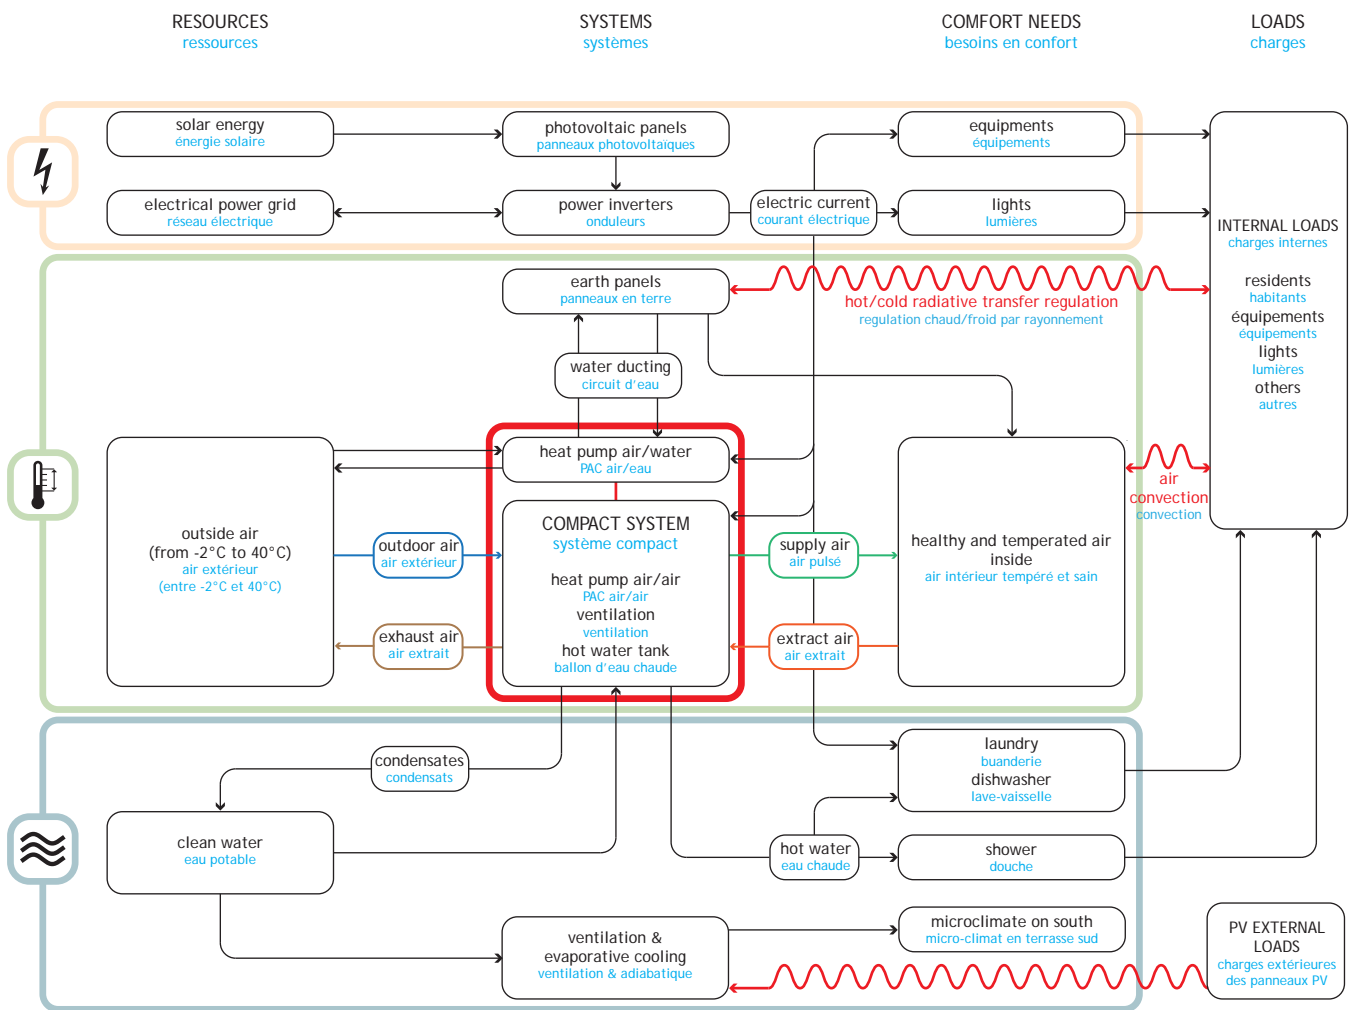 RESOURCES
ressources
SYSTEMS
systèmes
COMFORT NEEDS
besoins en confort
LOADS
charges
solar energy
énergie solaire
photovoltaic panels
panneaux photovoltaïques
equipments
équipements
electrical power grid
réseau électrique
power inverters
onduleurs
electric current
courant électrique
lights
lumières
INTERNAL LOADS
charges internes
residents
habitants
équipements
équipements
lights
lumières
others
autres
earth panels
panneaux en terre
hot/cold radiative transfer regulation
regulation chaud/froid par rayonnement
water ducting
circuit d'eau
heat pump air/water
PAC air/eau
air
convection
convection
outside air
(from -2°C to 40°C)
air extérieur
(entre -2°C et 40°C)
outdoor air
air extérieur
exhaust air
air extrait
COMPACT SYSTEM
système compact
heat pump air/air
PAC air/air
ventilation
ventilation
hot water tank
ballon d'eau chaude
supply air
air pulsé
extract air
air extrait
healthy and temperated air
inside
air intérieur tempéré et sain
condensates
condensats
laundry
buanderie
dishwasher
lave-vaisselle
clean water
eau potable
hot water
eau chaude
shower
douche
ventilation &
evaporative cooling
ventilation & adiabatique
microclimate on south
micro-climat en terrasse sud
PV EXTERNAL
LOADS
charges extérieures
des panneaux PV